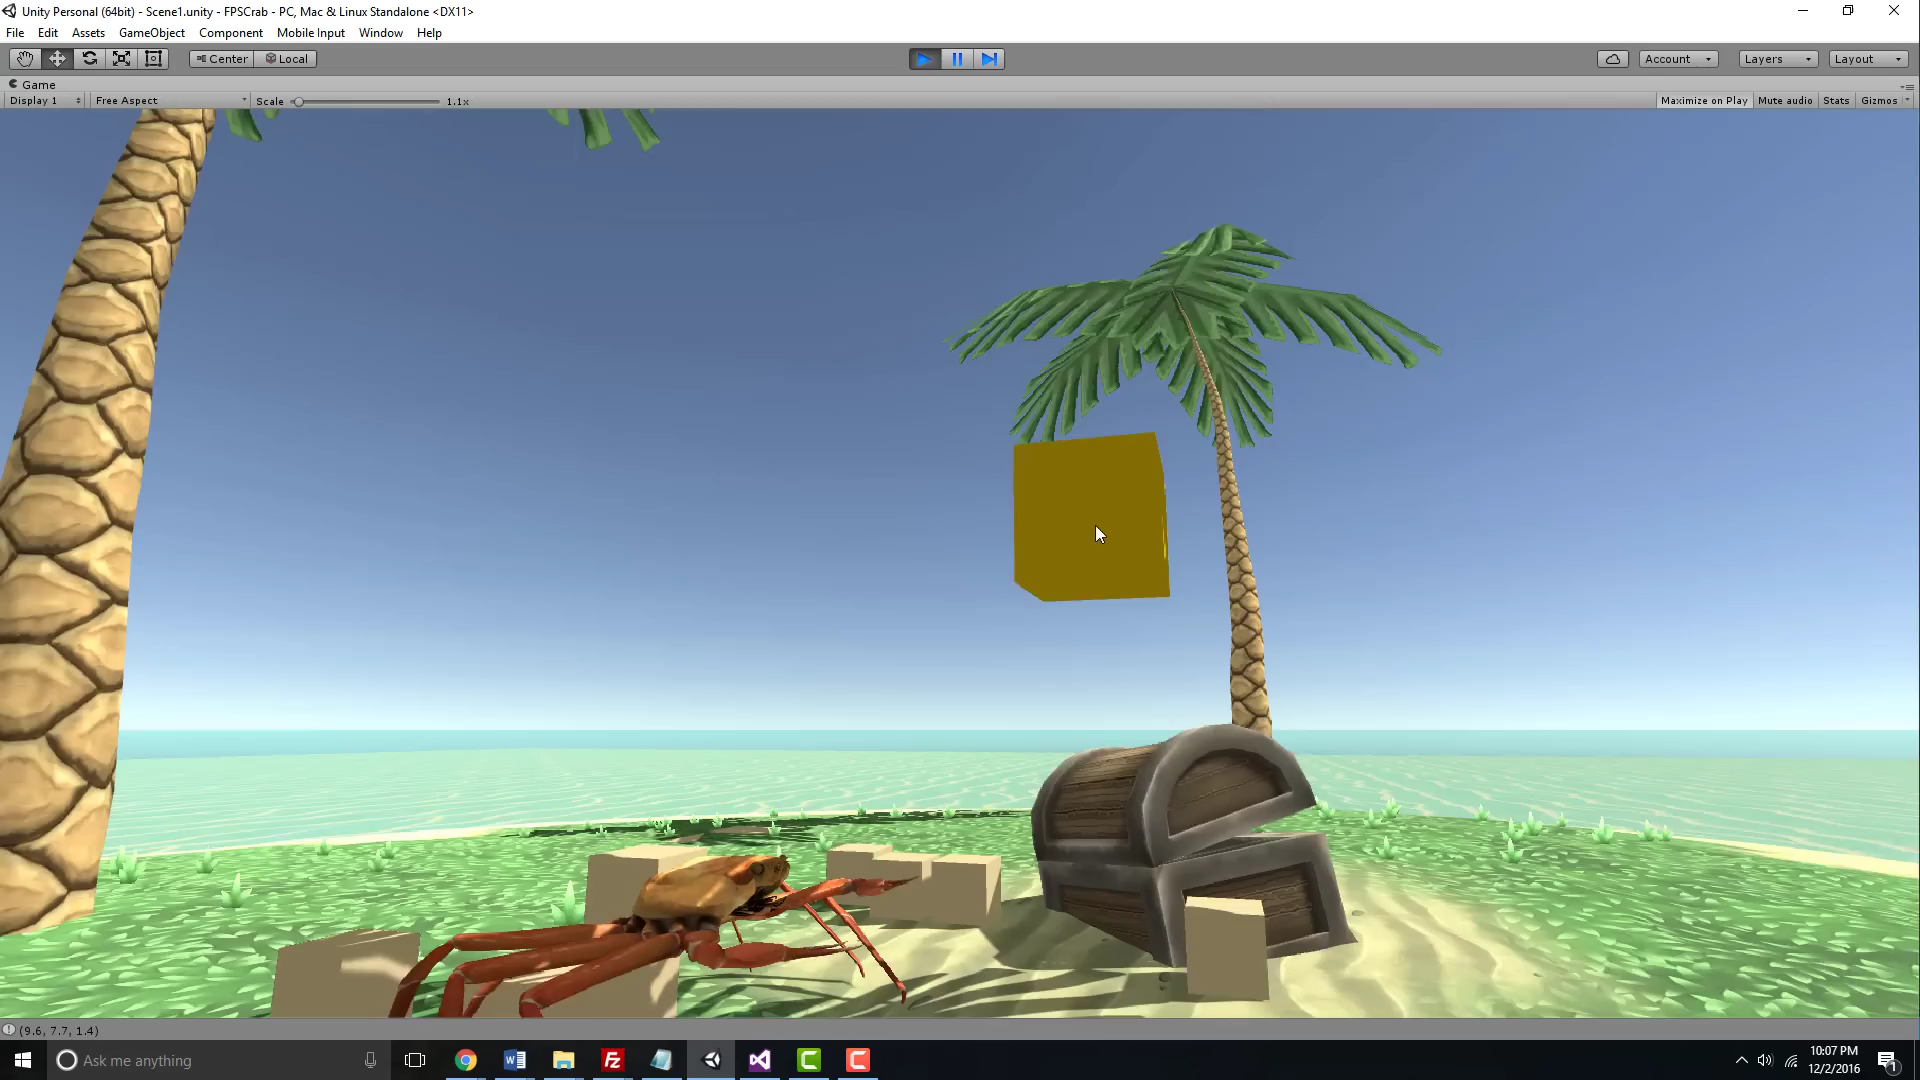 Unity Personal (64bit) - Scene1.unity - FPSCrab - PC, Mac & Linux Standalone <DX11>
File Edit Assets GameObject Component Mobile Input Window Help
Center Local Account Layers Layout
Game
Display 1 Free Aspect Scale 1.1x Maximize on Play Mute audio Stats Gizmos
(9.6, 7.7, 1.4)
Ask me anything
10:07 PM
12/2/2016
1